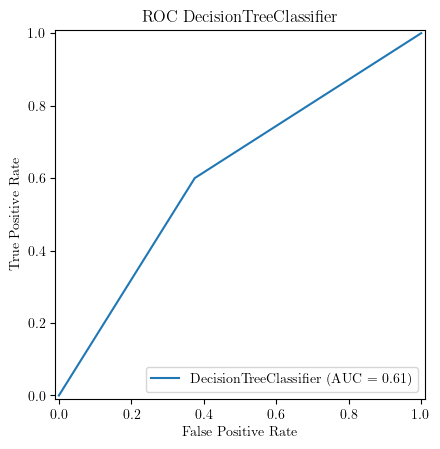 ROC DecisionTreeClassifier
1.0
0.8
0.6
0.4
0.2
0.0
True Positive Rate
DecisionTreeClassifier (AUC = 0.61)
0.0 0.2 0.4 0.6 0.8 1.0
False Positive Rate